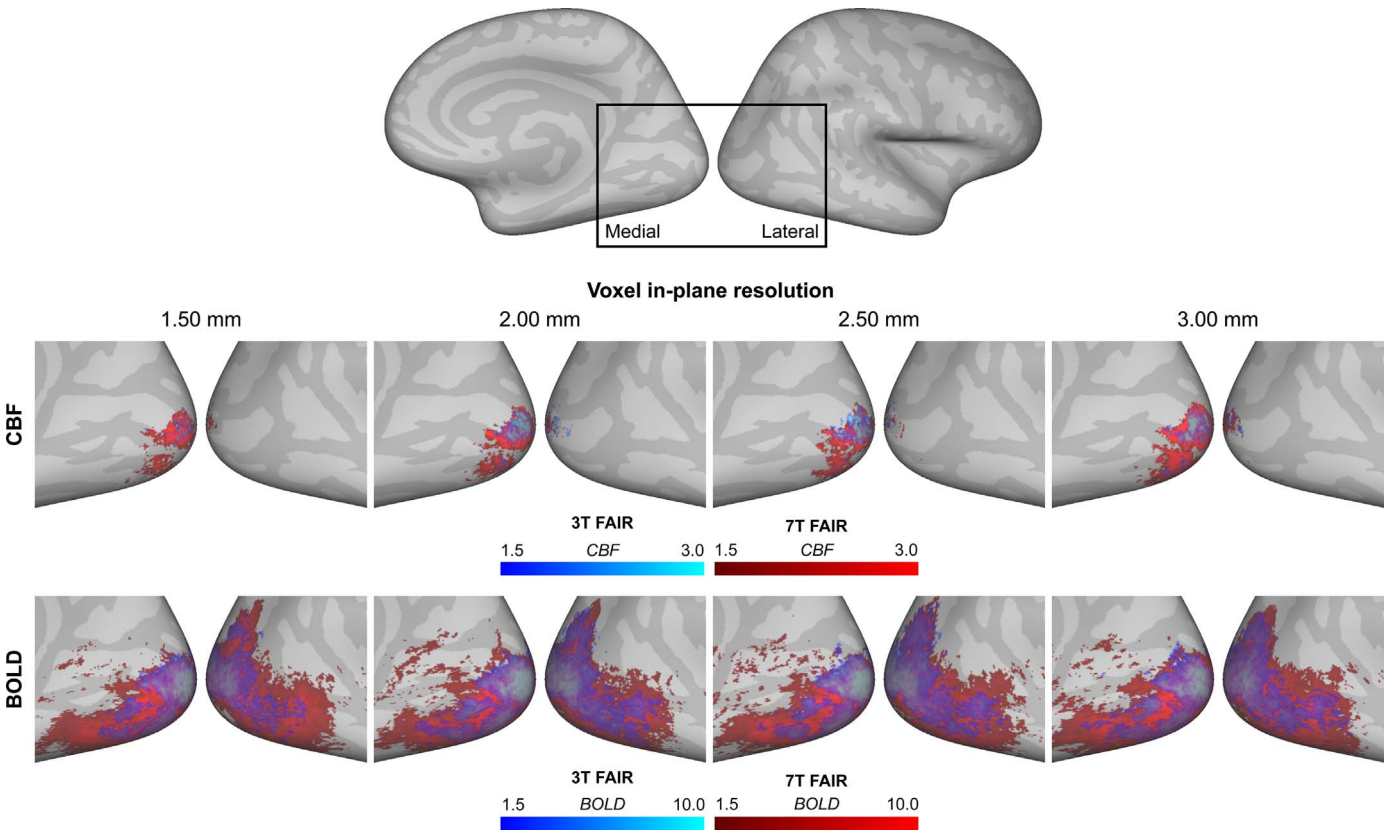 Medial Lateral
Voxel in-plane resolution
1.50 mm 2.00 mm 2.50 mm 3.00 mm
CBF
3T FAIR 7T FAIR
1.5 CBF 3.0 1.5 CBF 3.0
BOLD
3T FAIR 7T FAIR
1.5 BOLD 10.0 1.5 BOLD 10.0